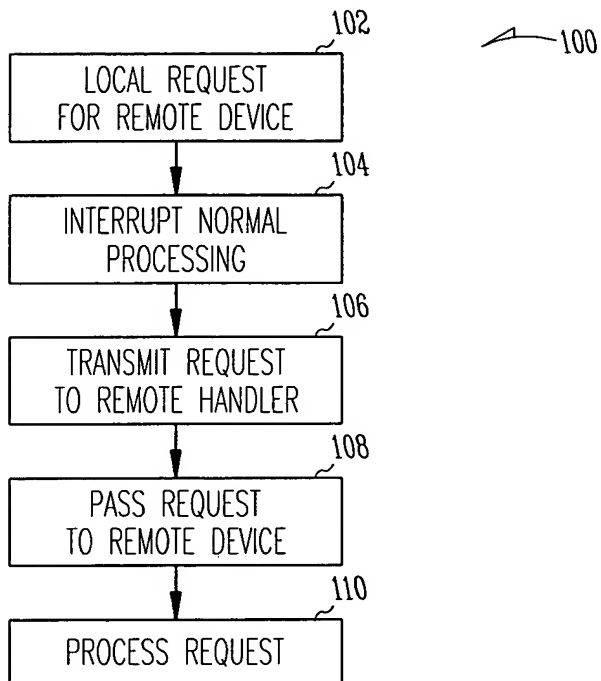 102
100
LOCAL REQUEST
FOR REMOTE DEVICE
104
INTERRUPT NORMAL
PROCESSING
106
TRANSMIT REQUEST
TO REMOTE HANDLER
108
PASS REQUEST
TO REMOTE DEVICE
110
PROCESS REQUEST